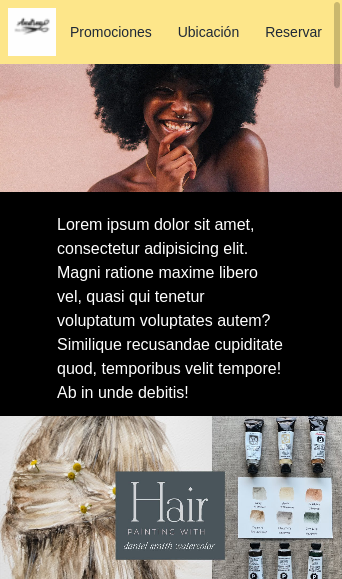 Promociones Ubicación Reservar
Lorem ipsum dolor sit amet,
consectetur adipisicing elit.
Magni ratione maxime libero
vel, quasi qui tenetur
voluptatum voluptates autem?
Similique recusandae cupiditate
quod, temporibus velit tempore!
Ab in unde debitis!
Hair
PAINTING WITH
daniel smith watercolor